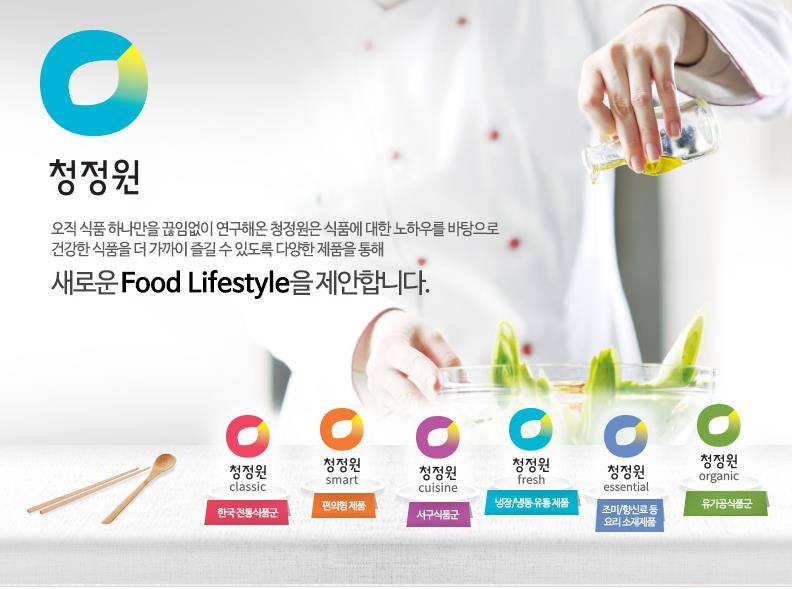 청정원
오직 식품 하나만을 끊임없이 연구해온 청정원은 식품에 대한 노하우를 바탕으로
건강한 식품을 더 가까이 즐길 수 있도록 다양한 제품을 통해
새로운 Food Lifestyle을 제안합니다.
청정원
classic
한국 전통식품군
청정원
smart
편의형 제품
청정원
cuisine
서구식품군
청정원
fresh
냉장/냉동 유통 제품
청정원
essential
조미/향신료 등
요리 소재제품
청정원
organic
유기공식품군